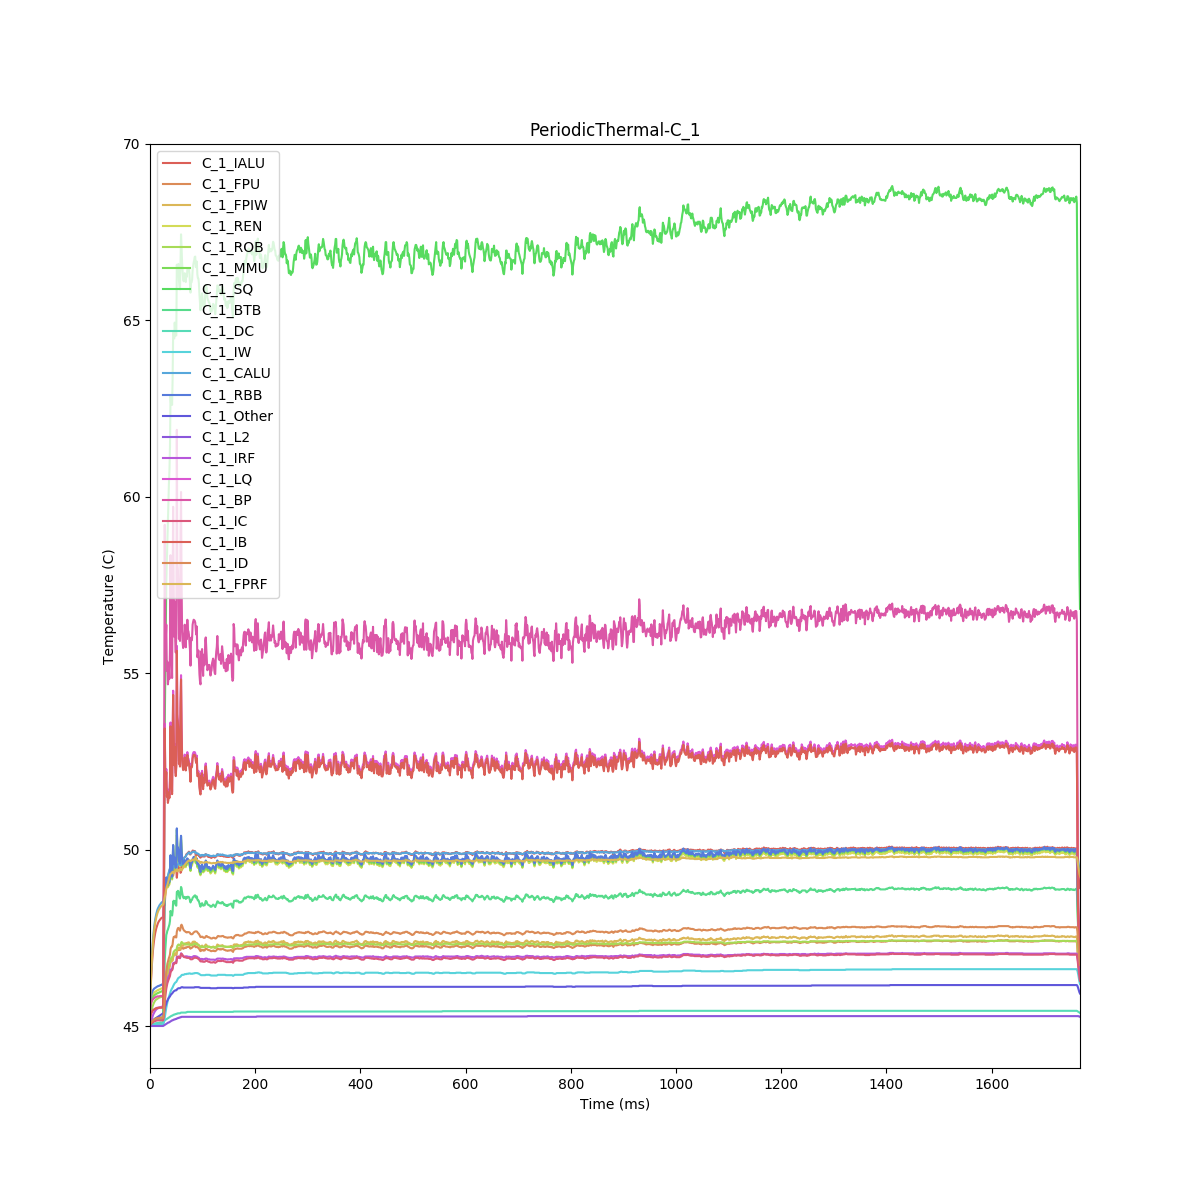 PeriodicThermal-C_1
70
65
60
55
50
45
Temperature (C)
C_1_IALU
C_1_FPU
C_1_FPIW
C_1_REN
C_1_ROB
C_1_MMU
C_1_SQ
C_1_BTB
C_1_DC
C_1_IW
C_1_CALU
C_1_RBB
C_1_Other
C_1_L2
C_1_IRF
C_1_LQ
C_1_BP
C_1_IC
C_1_IB
C_1_ID
C_1_FPRF
0 200 400 600 800 1000 1200 1400 1600
Time (ms)